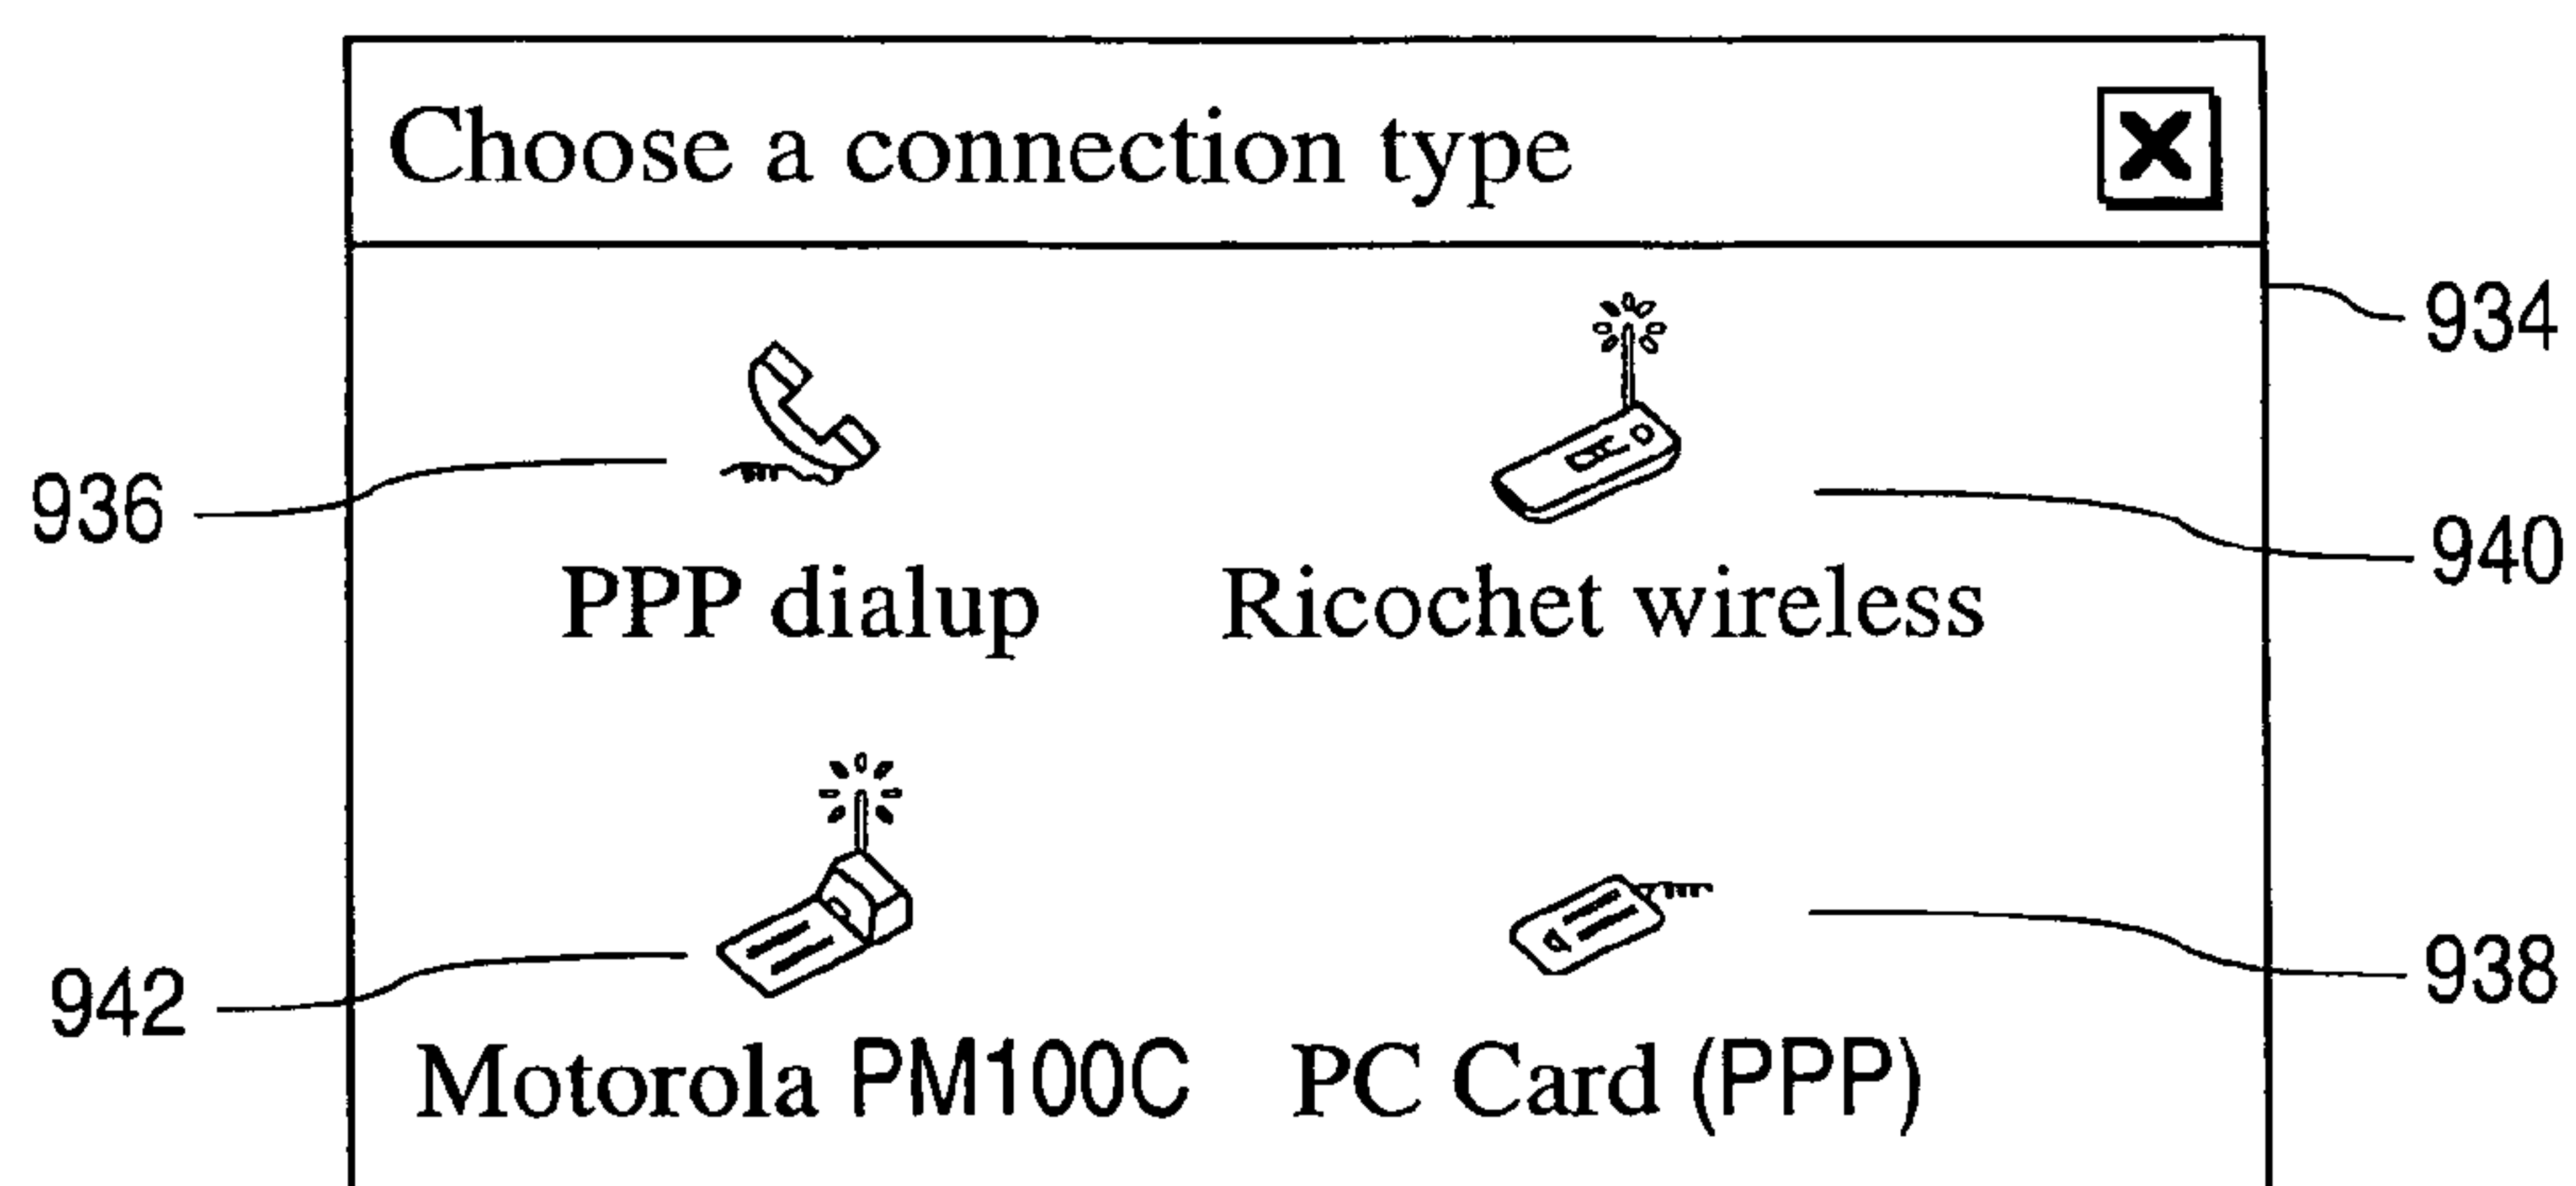 Choose a connection type
934
936
940
PPP dialup Ricochet wireless
942
938
Motorola PM100C PC Card (PPP)